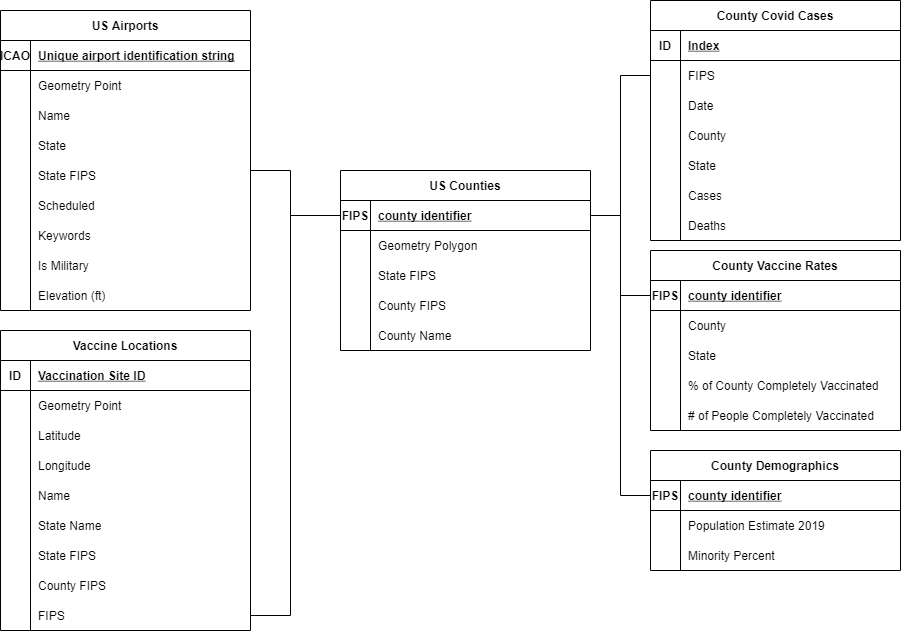 US Airports
ICAO Unique airport identification string
Geometry Point
Name
State
State FIPS
Scheduled
Keywords
Is Military
Elevation (ft)
Vaccine Locations
ID Vaccination Site ID
Geometry Point
Latitude
Longitude
Name
State Name
State FIPS
County FIPS
FIPS
US Counties
FIPS county identifier
Geometry Polygon
State FIPS
County FIPS
County Name
County Covid Cases
ID Index
FIPS
Date
County
State
Cases
Deaths
County Vaccine Rates
FIPS county identifier
County
State
% of County Completely Vaccinated
# of People Completely Vaccinated
County Demographics
FIPS county identifier
Population Estimate 2019
Minority Percent